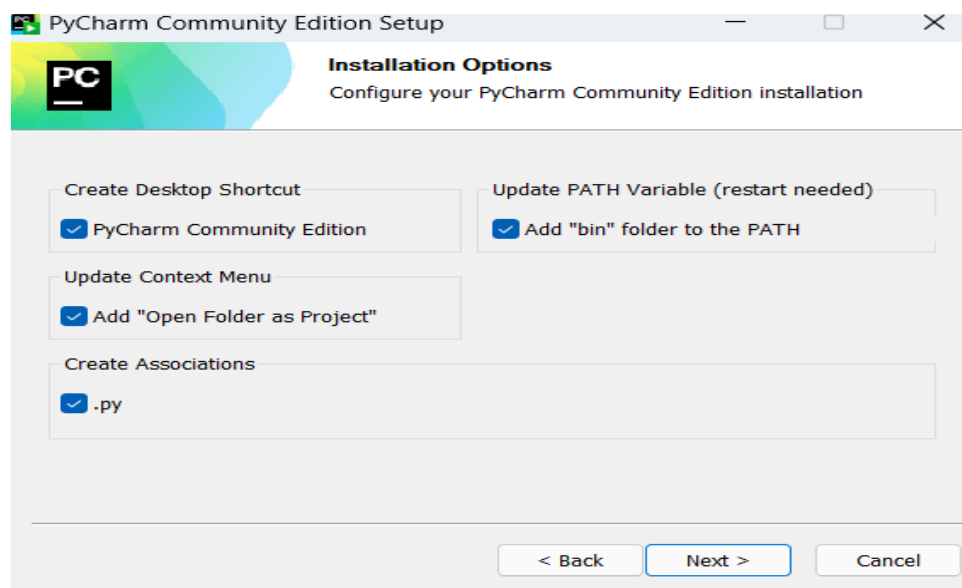 PyCharm Community Edition Setup
PC
Installation Options
Configure your PyCharm Community Edition installation
Create Desktop Shortcut
PyCharm Community Edition
Update PATH Variable (restart needed)
Add "bin" folder to the PATH
Update Context Menu
Add "Open Folder as Project"
Create Associations
.py
< Back
Next >
Cancel